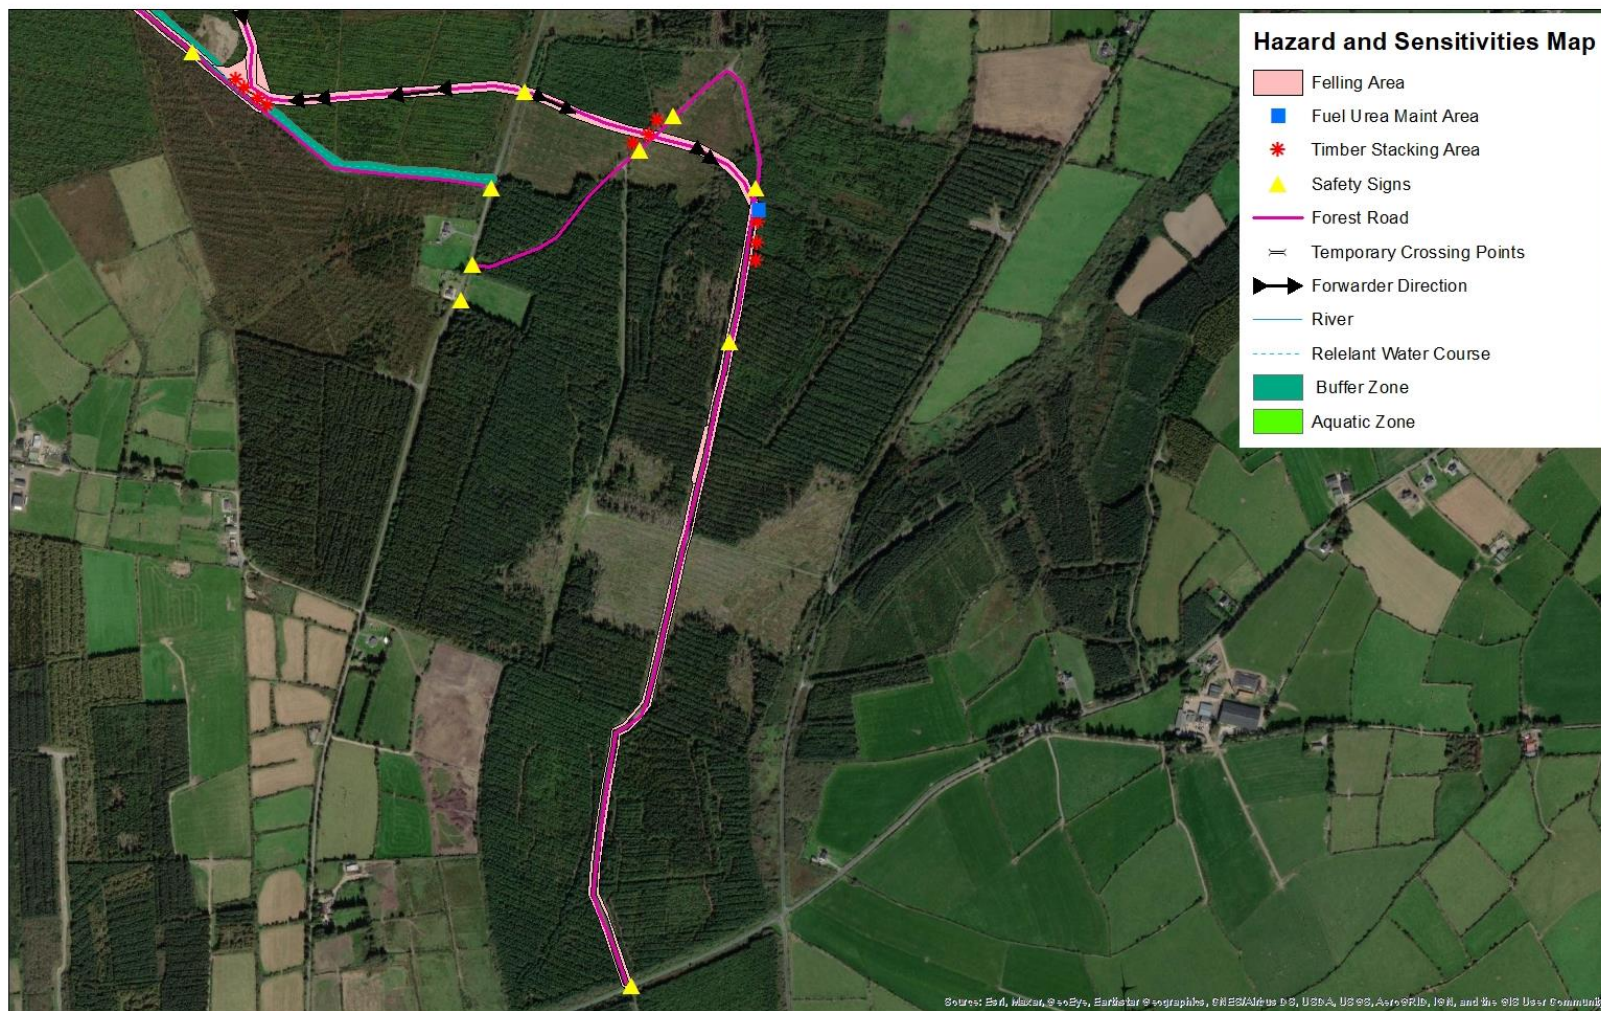 Hazard and Sensitivities Map
Felling Area
Fuel Urea Maint Area
Timber Stacking Area
Safety Signs
Forest Road
Temporary Crossing Points
Forwarder Direction
River
Relelant Water Course
Buffer Zone
Aquatic Zone
Source: Esri, Maxar, GeoEye, Earthstar Geographics, CNES/Airbus DS, USDA, USGS, AeroGRID, IGN, and the GIS User Communit